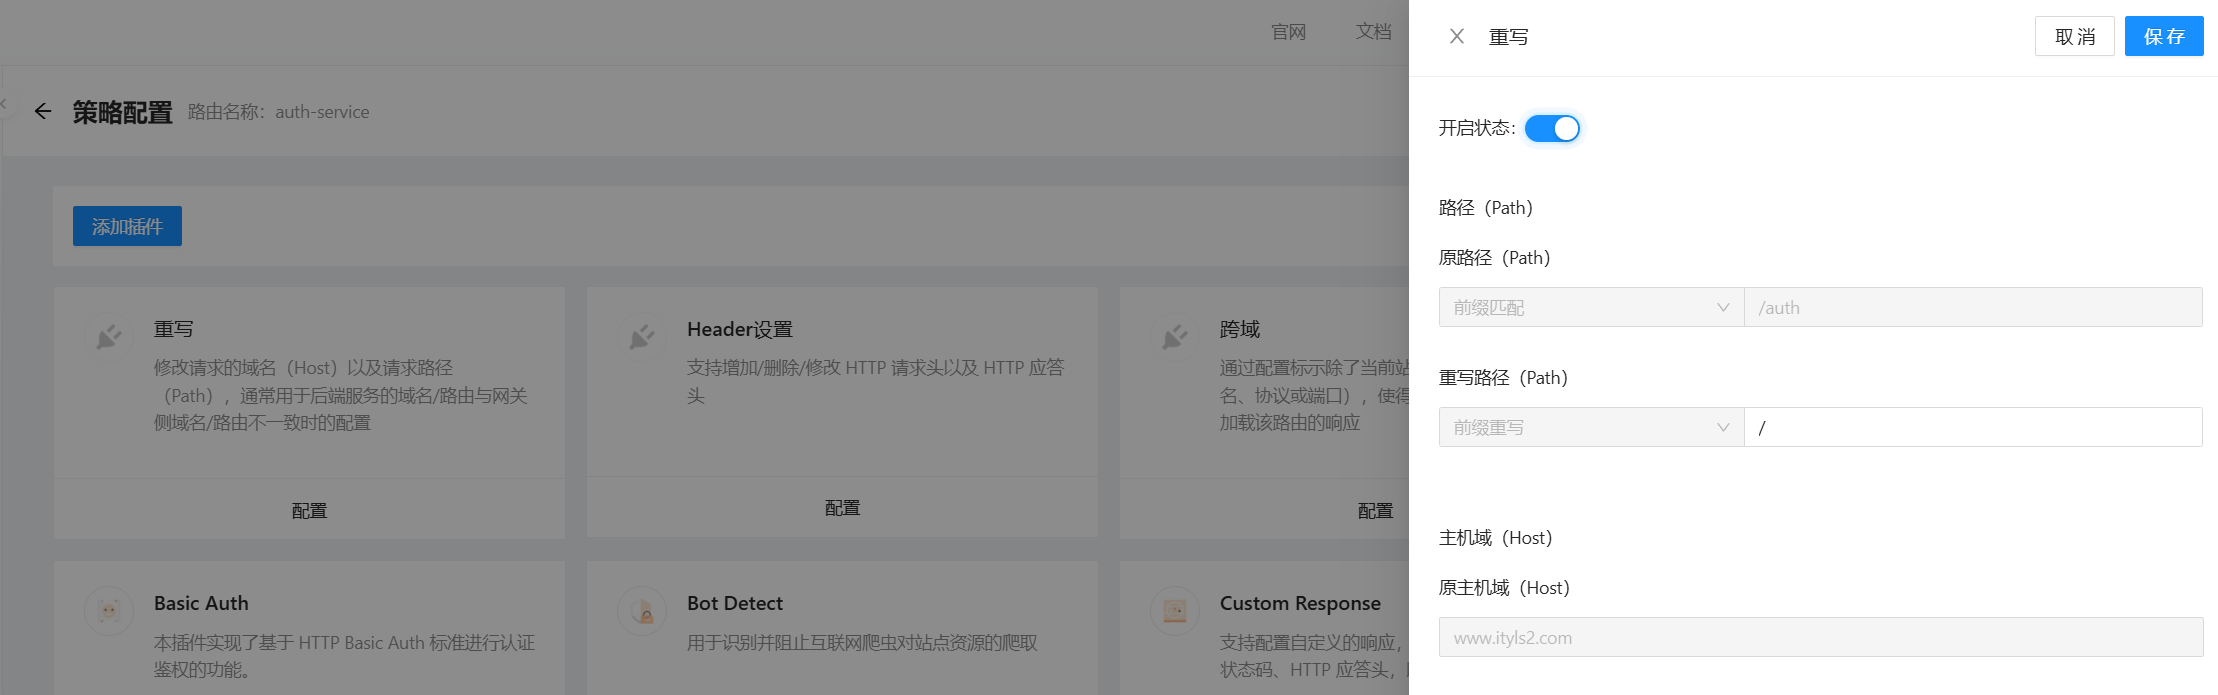 官网 文档
策略配置 路由名称：auth-service
添加插件
重写
修改请求的域名（Host）以及请求路径
（Path），通常用于后端服务的域名/路由与网关
侧域名/路由不一致时的配置
配置
Header设置
支持增加/删除/修改 HTTP 请求头以及 HTTP 应答
头
配置
跨域
通过配置标示除了当前站
名、协议或端口），使得
加载该路由的响应
配置
Basic Auth
本插件实现了基于 HTTP Basic Auth 标准进行认证
鉴权的功能。
Bot Detect
用于识别并阻止互联网爬虫对站点资源的爬取
Custom Response
支持配置自定义的响应，
状态码、HTTP 应答头，
重写
取 消 保 存
开启状态：
路径（Path）
原路径（Path）
前缀匹配 /auth
重写路径（Path）
前缀重写 /
主机域（Host）
原主机域（Host）
www.ityls2.com